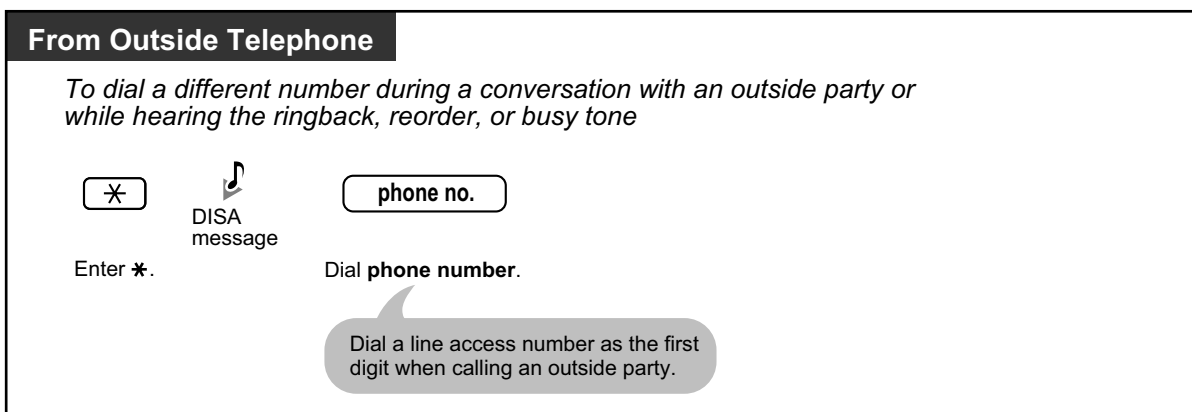 From Outside Telephone
To dial a different number during a conversation with an outside party or
while hearing the ringback, reorder, or busy tone
phone no.
DISA
message
Enter *.
Dial phone number.
Dial a line access number as the first
digit when calling an outside party.